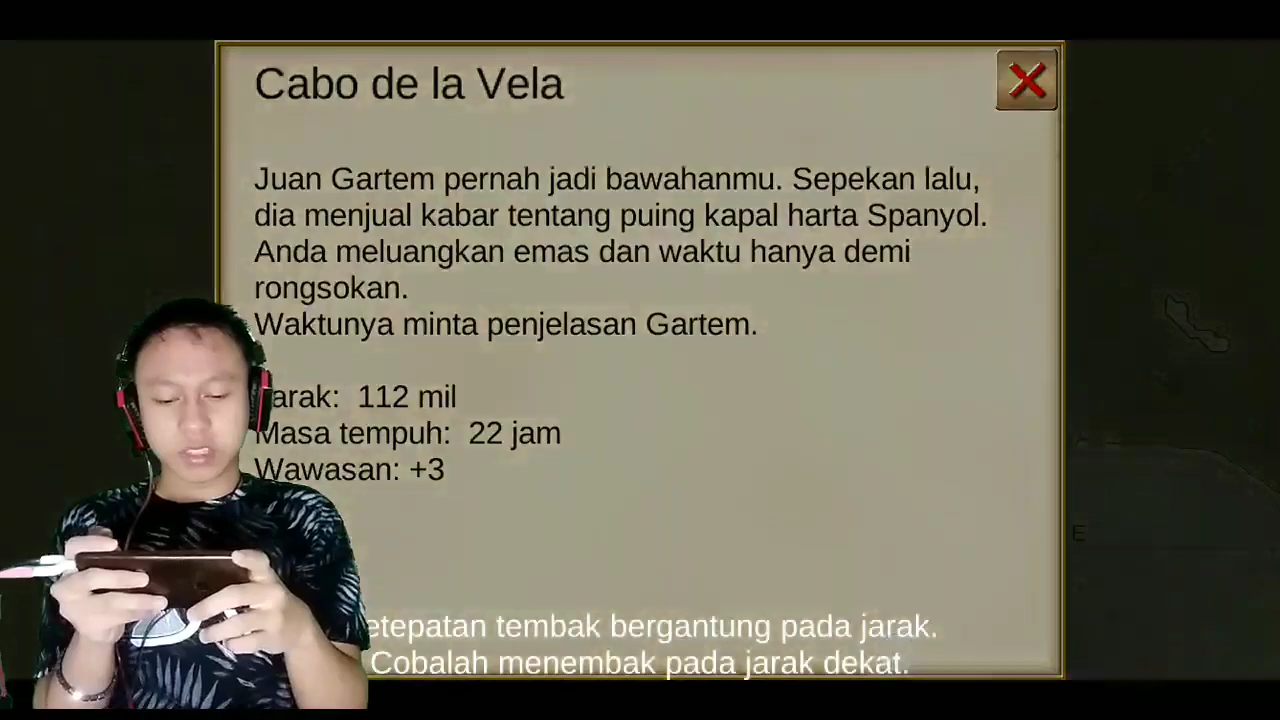 Cabo de la Vela
Juan Gartem pernah jadi bawahanmu. Sepekan lalu,
dia menjual kabar tentang puing kapal harta Spanyol.
Anda meluangkan emas dan waktu hanya demi
rongsokan.
Waktunya minta penjelasan Gartem.
arak: 112 mil
Masa tempuh: 22 jam
Wawasan: +3
E
etepatan tembak bergantung pada jarak.
Cobalah menembak pada jarak dekat.